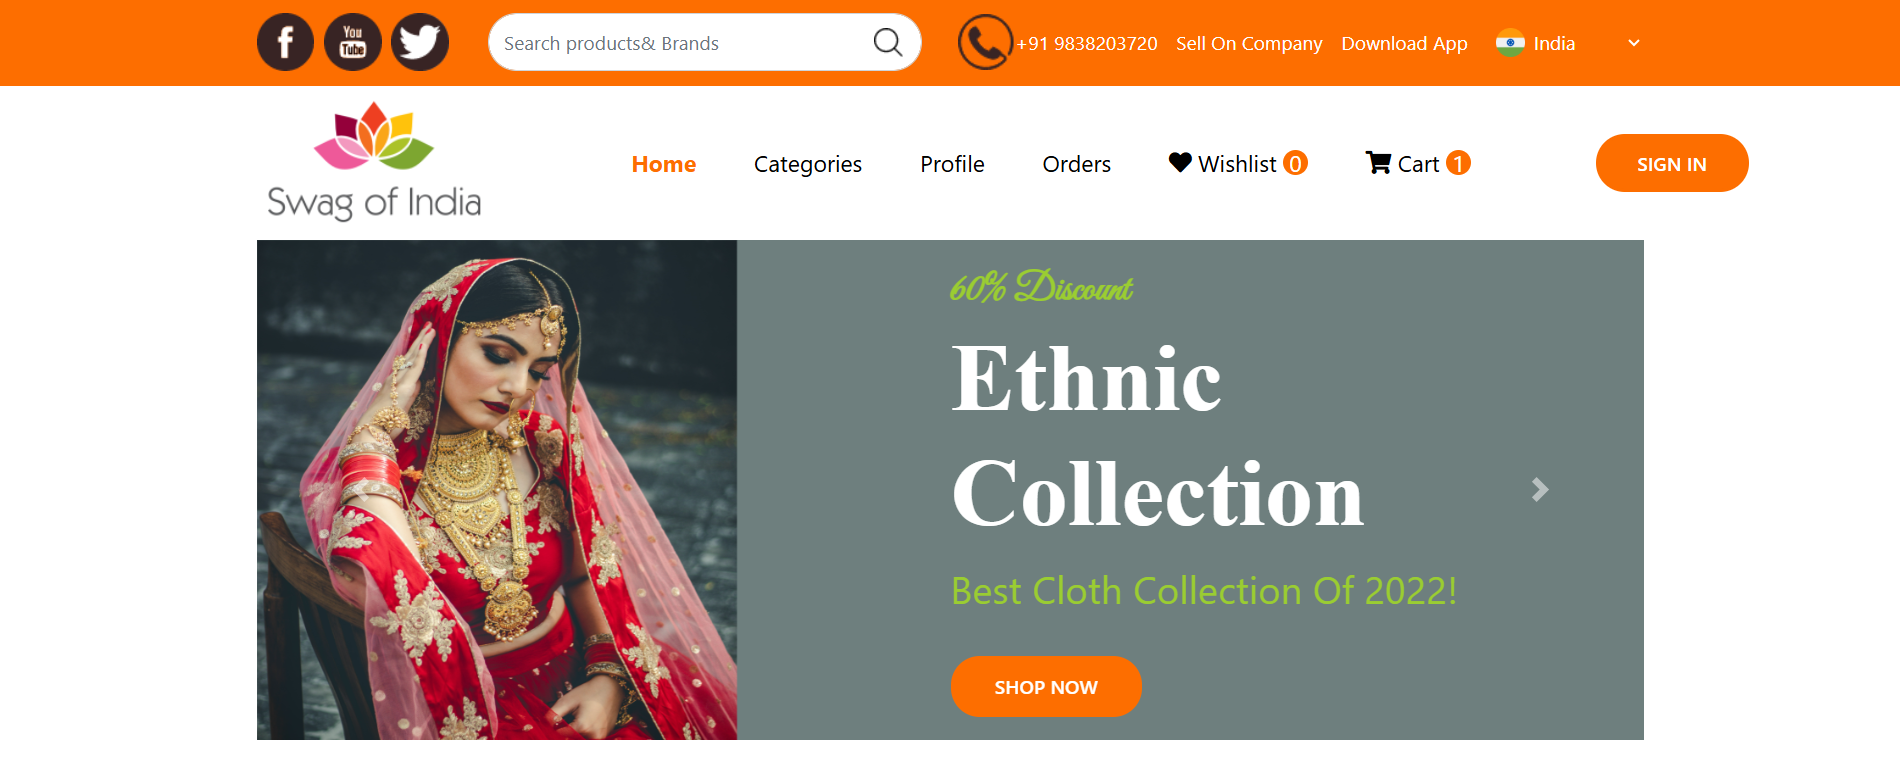 f You Tube Search products& Brands +91 9838203720 Sell On Company Download App India
Swag of India
Home Categories Profile Orders Wishlist 0 Cart 1 SIGN IN
60% Discount
Ethnic
Collection
Best Cloth Collection Of 2022!
SHOP NOW